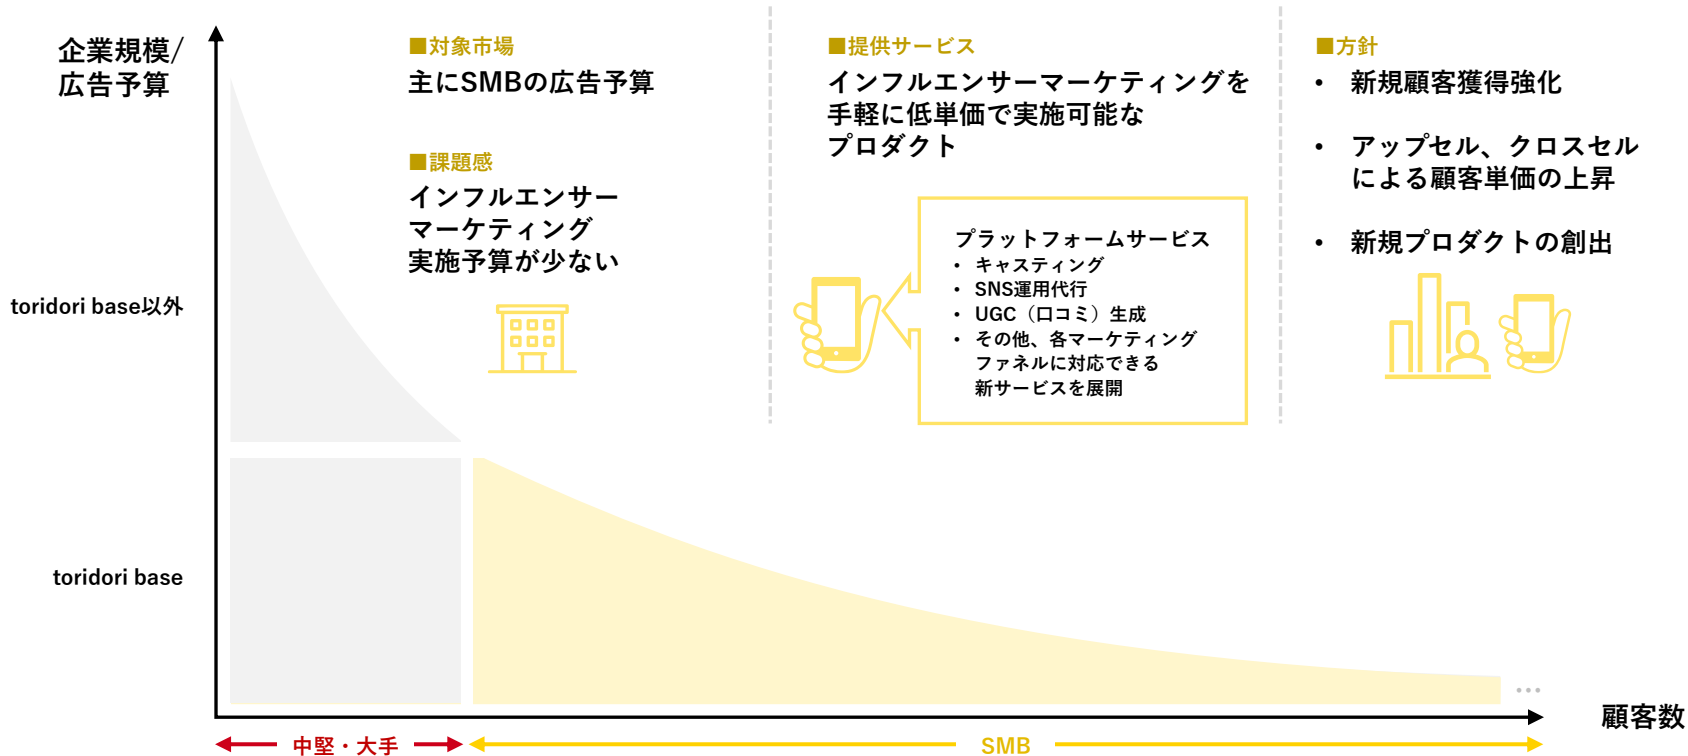 企業規模/
広告予算
■対象市場
主にSMBの広告予算
■課題感
インフルエンサー
マーケティング
実施予算が少ない
■提供サービス
インフルエンサーマーケティングを
手軽に低単価で実施可能な
プロダクト
プラットフォームサービス
• キャスティング
• SNS運用代行
• UGC（口コミ）生成
• その他、各マーケティング
ファネルに対応できる
新サービスを展開
■方針
• 新規顧客獲得強化
• アップセル、クロスセル
による顧客単価の上昇
• 新規プロダクトの創出
toridori base以外
toridori base
…
顧客数
中堅・大手
SMB